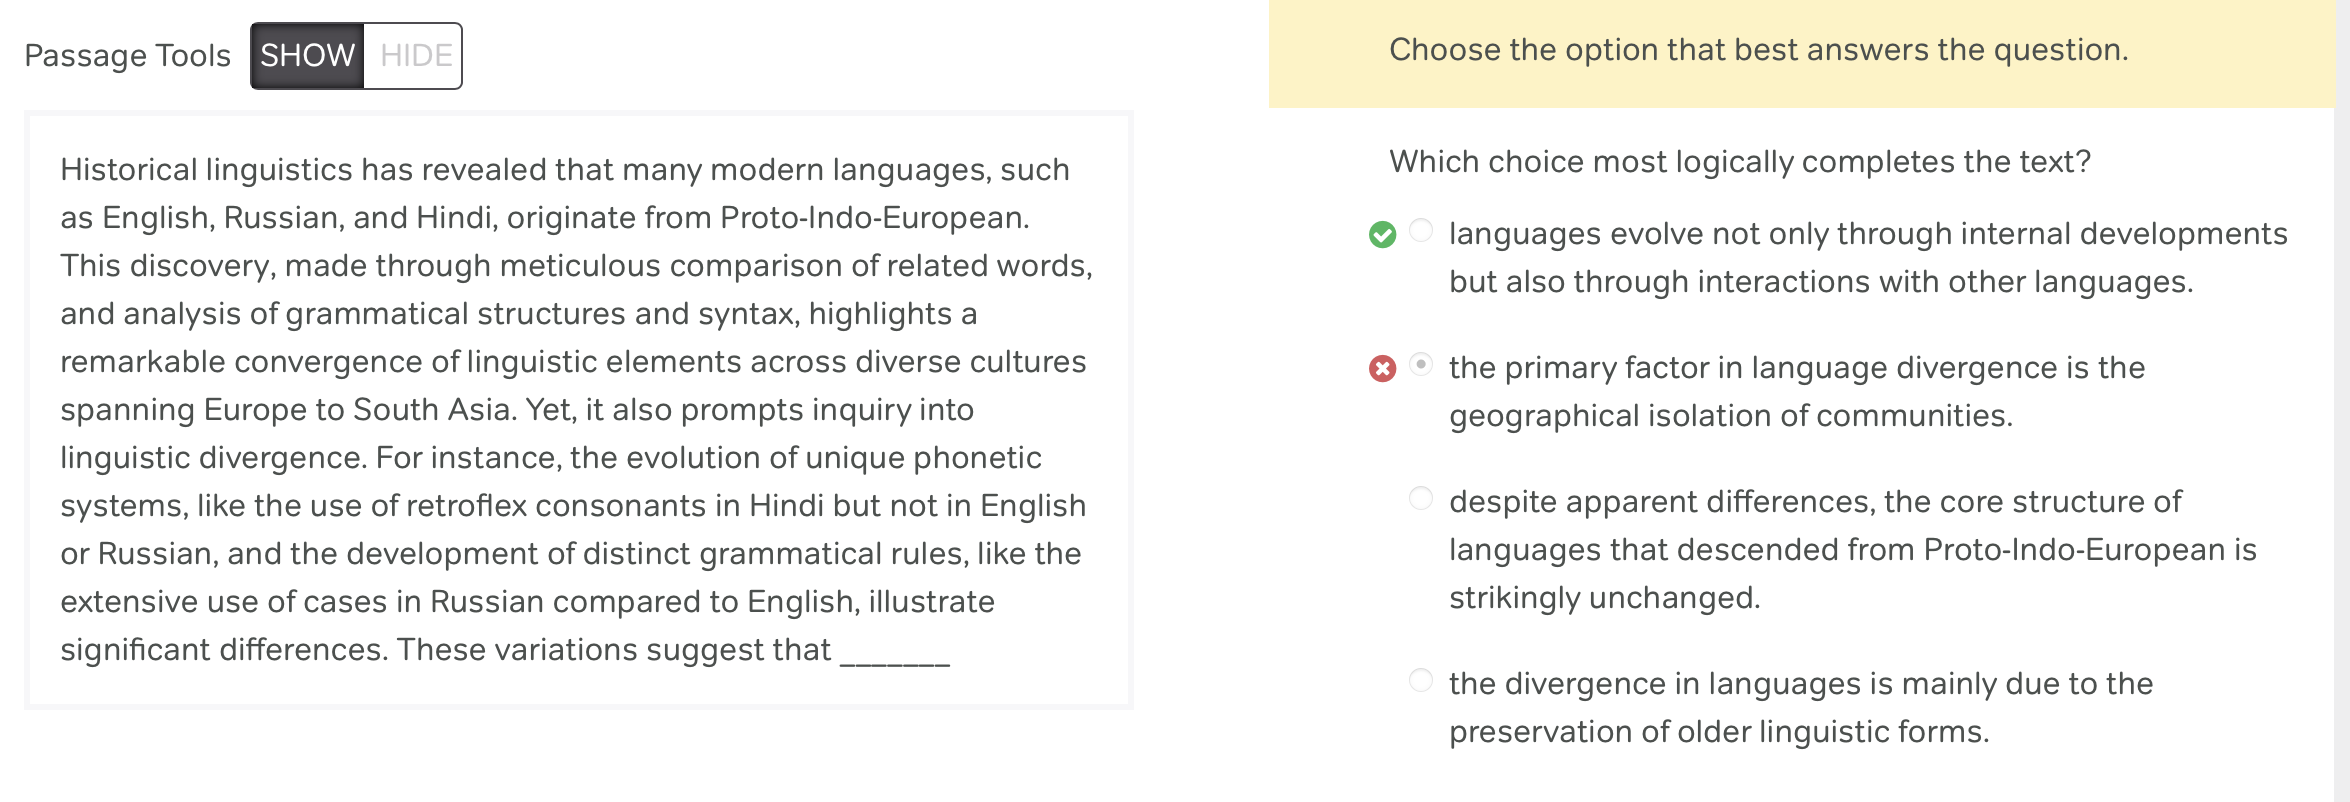 Passage Tools SHOW HIDE
Historical linguistics has revealed that many modern languages, such
as English, Russian, and Hindi, originate from Proto-Indo-European.
This discovery, made through meticulous comparison of related words,
and analysis of grammatical structures and syntax, highlights a
remarkable convergence of linguistic elements across diverse cultures
spanning Europe to South Asia. Yet, it also prompts inquiry into
linguistic divergence. For instance, the evolution of unique phonetic
systems, like the use of retroflex consonants in Hindi but not in English
or Russian, and the development of distinct grammatical rules, like the
extensive use of cases in Russian compared to English, illustrate
significant differences. These variations suggest that _______
Choose the option that best answers the question.
Which choice most logically completes the text?
languages evolve not only through internal developments
but also through interactions with other languages.
the primary factor in language divergence is the
geographical isolation of communities.
despite apparent differences, the core structure of
languages that descended from Proto-Indo-European is
strikingly unchanged.
the divergence in languages is mainly due to the
preservation of older linguistic forms.